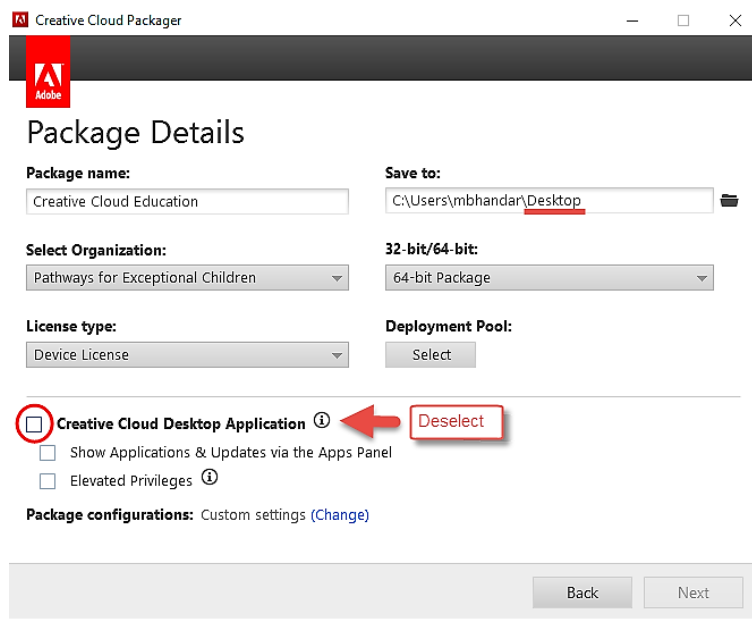 Creative Cloud Packager
Adobe
Package Details
Package name:
Save to:
Creative Cloud Education
C:\Users\mbhandar\Desktop
Select Organization:
32-bit/64-bit:
Pathways for Exceptional Children
64-bit Package
License type:
Deployment Pool:
Device License
Select
Creative Cloud Desktop Application
Deselect
Show Applications & Updates via the Apps Panel
Elevated Privileges
Package configurations: Custom settings (Change)
Back
Next